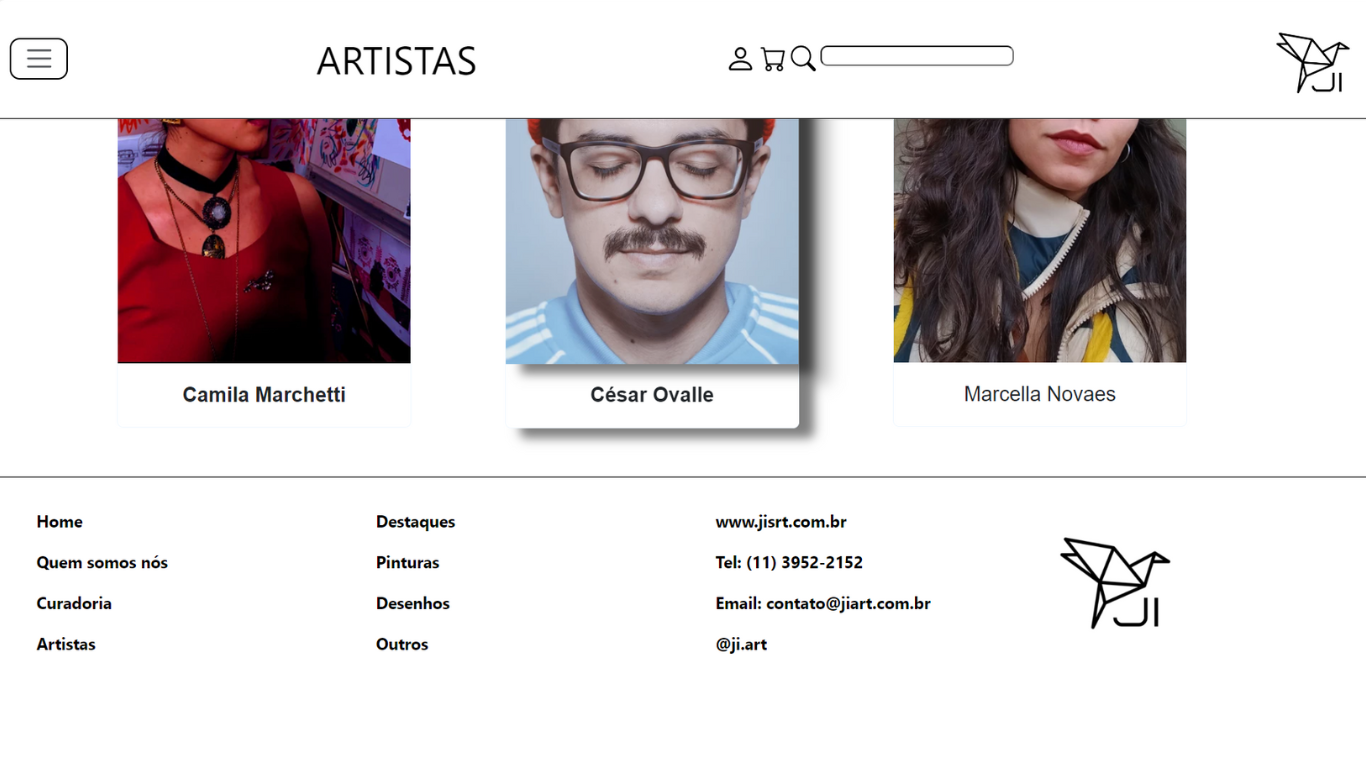 ARTISTAS
JI
Camila Marchetti
César Ovalle
Marcella Novaes
Home
Quem somos nós
Curadoria
Artistas
Destaques
Pinturas
Desenhos
Outros
www.jisrt.com.br
Tel: (11) 3952-2152
Email: contato@jiart.com.br
@ji.art
JI